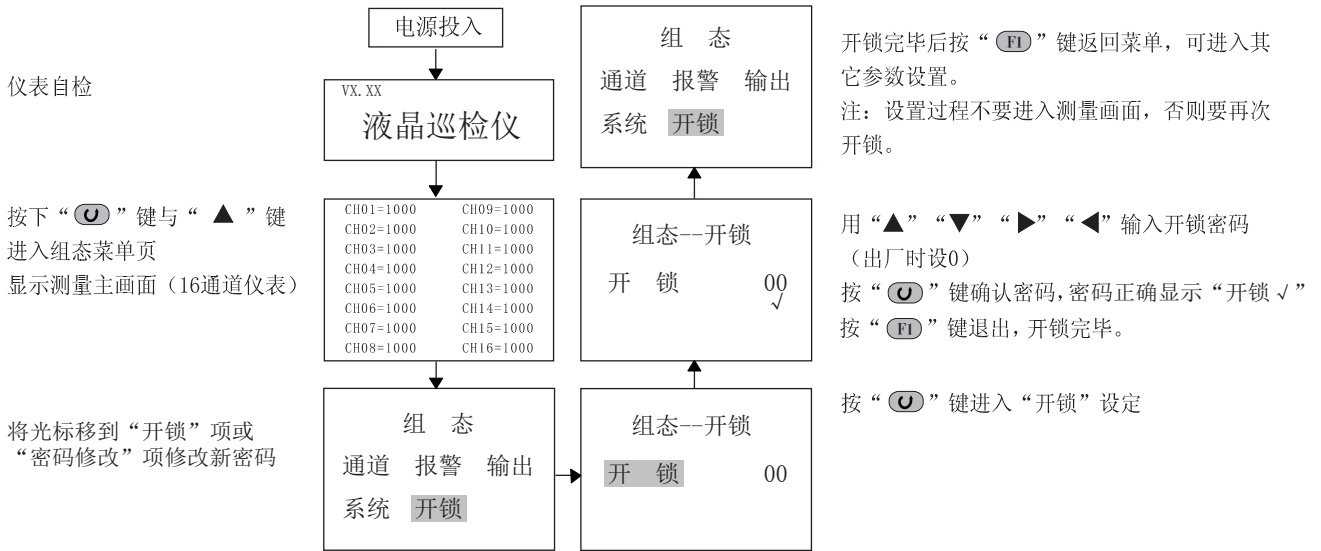 电源投入
仪表自检
VX.XX
液晶巡检仪
按下“ ”键与“▲”键
进入组态菜单页
显示测量主画面（16通道仪表）
CH01=1000 CH09=1000
CH02=1000 CH10=1000
CH03=1000 CH11=1000
CH04=1000 CH12=1000
CH05=1000 CH13=1000
CH06=1000 CH14=1000
CH07=1000 CH15=1000
CH08=1000 CH16=1000
将光标移到“开锁”项或
“密码修改”项修改新密码
组 态
通道 报警 输出
系统 开锁
组态--开锁
开 锁 00
按“ ”键进入“开锁”设定
组态--开锁
开 锁 00
√
用“▲”“▼”“▶”“◀”输入开锁密码
（出厂时设0）
按“ ”键确认密码,密码正确显示“开锁√”
按“F1”键退出,开锁完毕。
组 态
通道 报警 输出
系统 开锁
开锁完毕后按“F1”键返回菜单，可进入其
它参数设置。
注：设置过程不要进入测量画面，否则要再次
开锁。